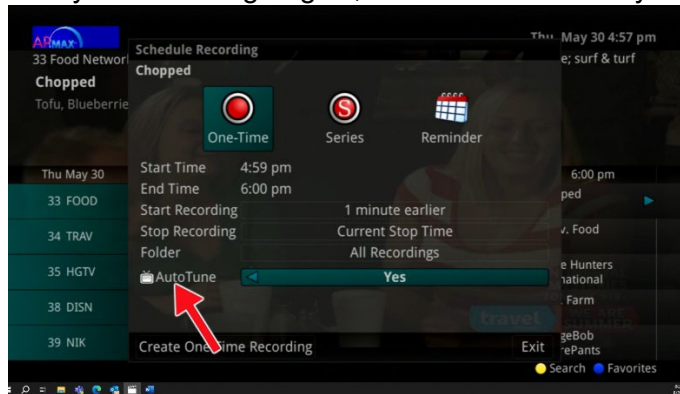 APMAX
Thu May 30 4:57 pm
33 Food Networ
e; surf & turf
Chopped
Tofu, Blueberrie
Schedule Recording
Chopped
One-Time
Series
Reminder
Start Time 4:59 pm
End Time 6:00 pm
Start Recording 1 minute earlier
Stop Recording Current Stop Time
Folder All Recordings
AutoTune Yes
Create One-Time Recording
Exit
Thu May 30
6:00 pm
33 FOOD
ped
34 TRAV
v. Food
35 HGTV
e Hunters
national
38 DISN
Farm
39 NIK
geBob
rePants
travel
Search Favorites